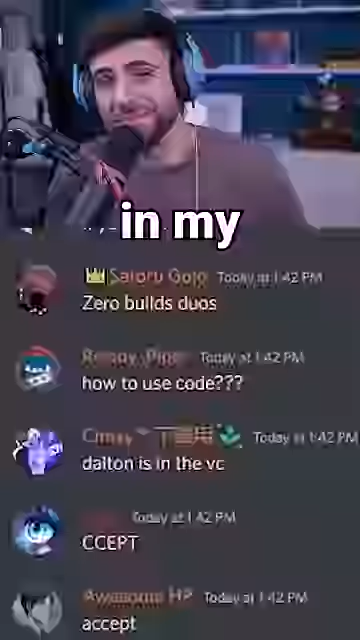 in my
Satoru Gojo Today at 1:42 PM
Zero builds duos
Today at 1:42 PM
how to use code???
Today at 1:42 PM
dalton is in the vc
Today at 1:42 PM
CCEPT
Awesome HP Today at 1:42 PM
accept